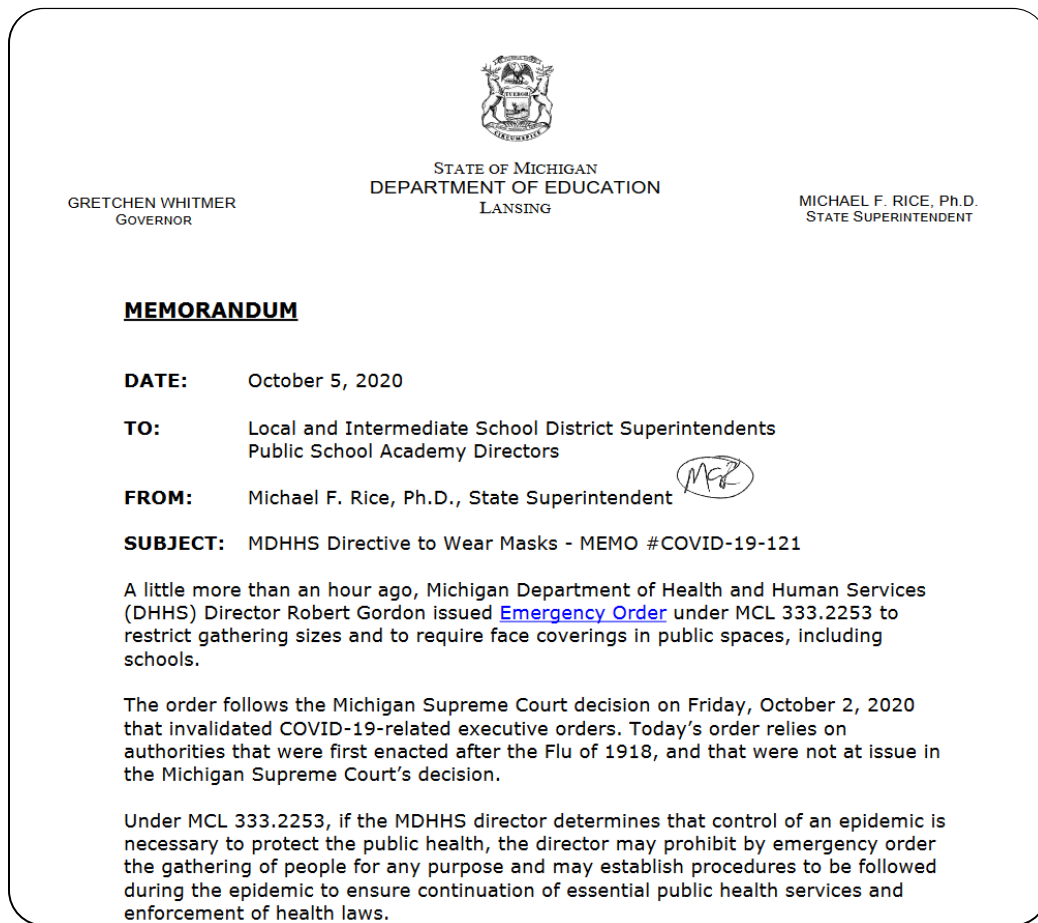 TUEBOR
CIRCUMSPICE
STATE OF MICHIGAN
DEPARTMENT OF EDUCATION
LANSING
GRETCHEN WHITMER
GOVERNOR
MICHAEL F. RICE, Ph.D.
STATE SUPERINTENDENT
MEMORANDUM
DATE: October 5, 2020
TO: Local and Intermediate School District Superintendents
Public School Academy Directors
FROM: Michael F. Rice, Ph.D., State Superintendent
SUBJECT: MDHHS Directive to Wear Masks - MEMO #COVID-19-121
A little more than an hour ago, Michigan Department of Health and Human Services
(DHHS) Director Robert Gordon issued Emergency Order under MCL 333.2253 to
restrict gathering sizes and to require face coverings in public spaces, including
schools.
The order follows the Michigan Supreme Court decision on Friday, October 2, 2020
that invalidated COVID-19-related executive orders. Today’s order relies on
authorities that were first enacted after the Flu of 1918, and that were not at issue in
the Michigan Supreme Court’s decision.
Under MCL 333.2253, if the MDHHS director determines that control of an epidemic is
necessary to protect the public health, the director may prohibit by emergency order
the gathering of people for any purpose and may establish procedures to be followed
during the epidemic to ensure continuation of essential public health services and
enforcement of health laws.